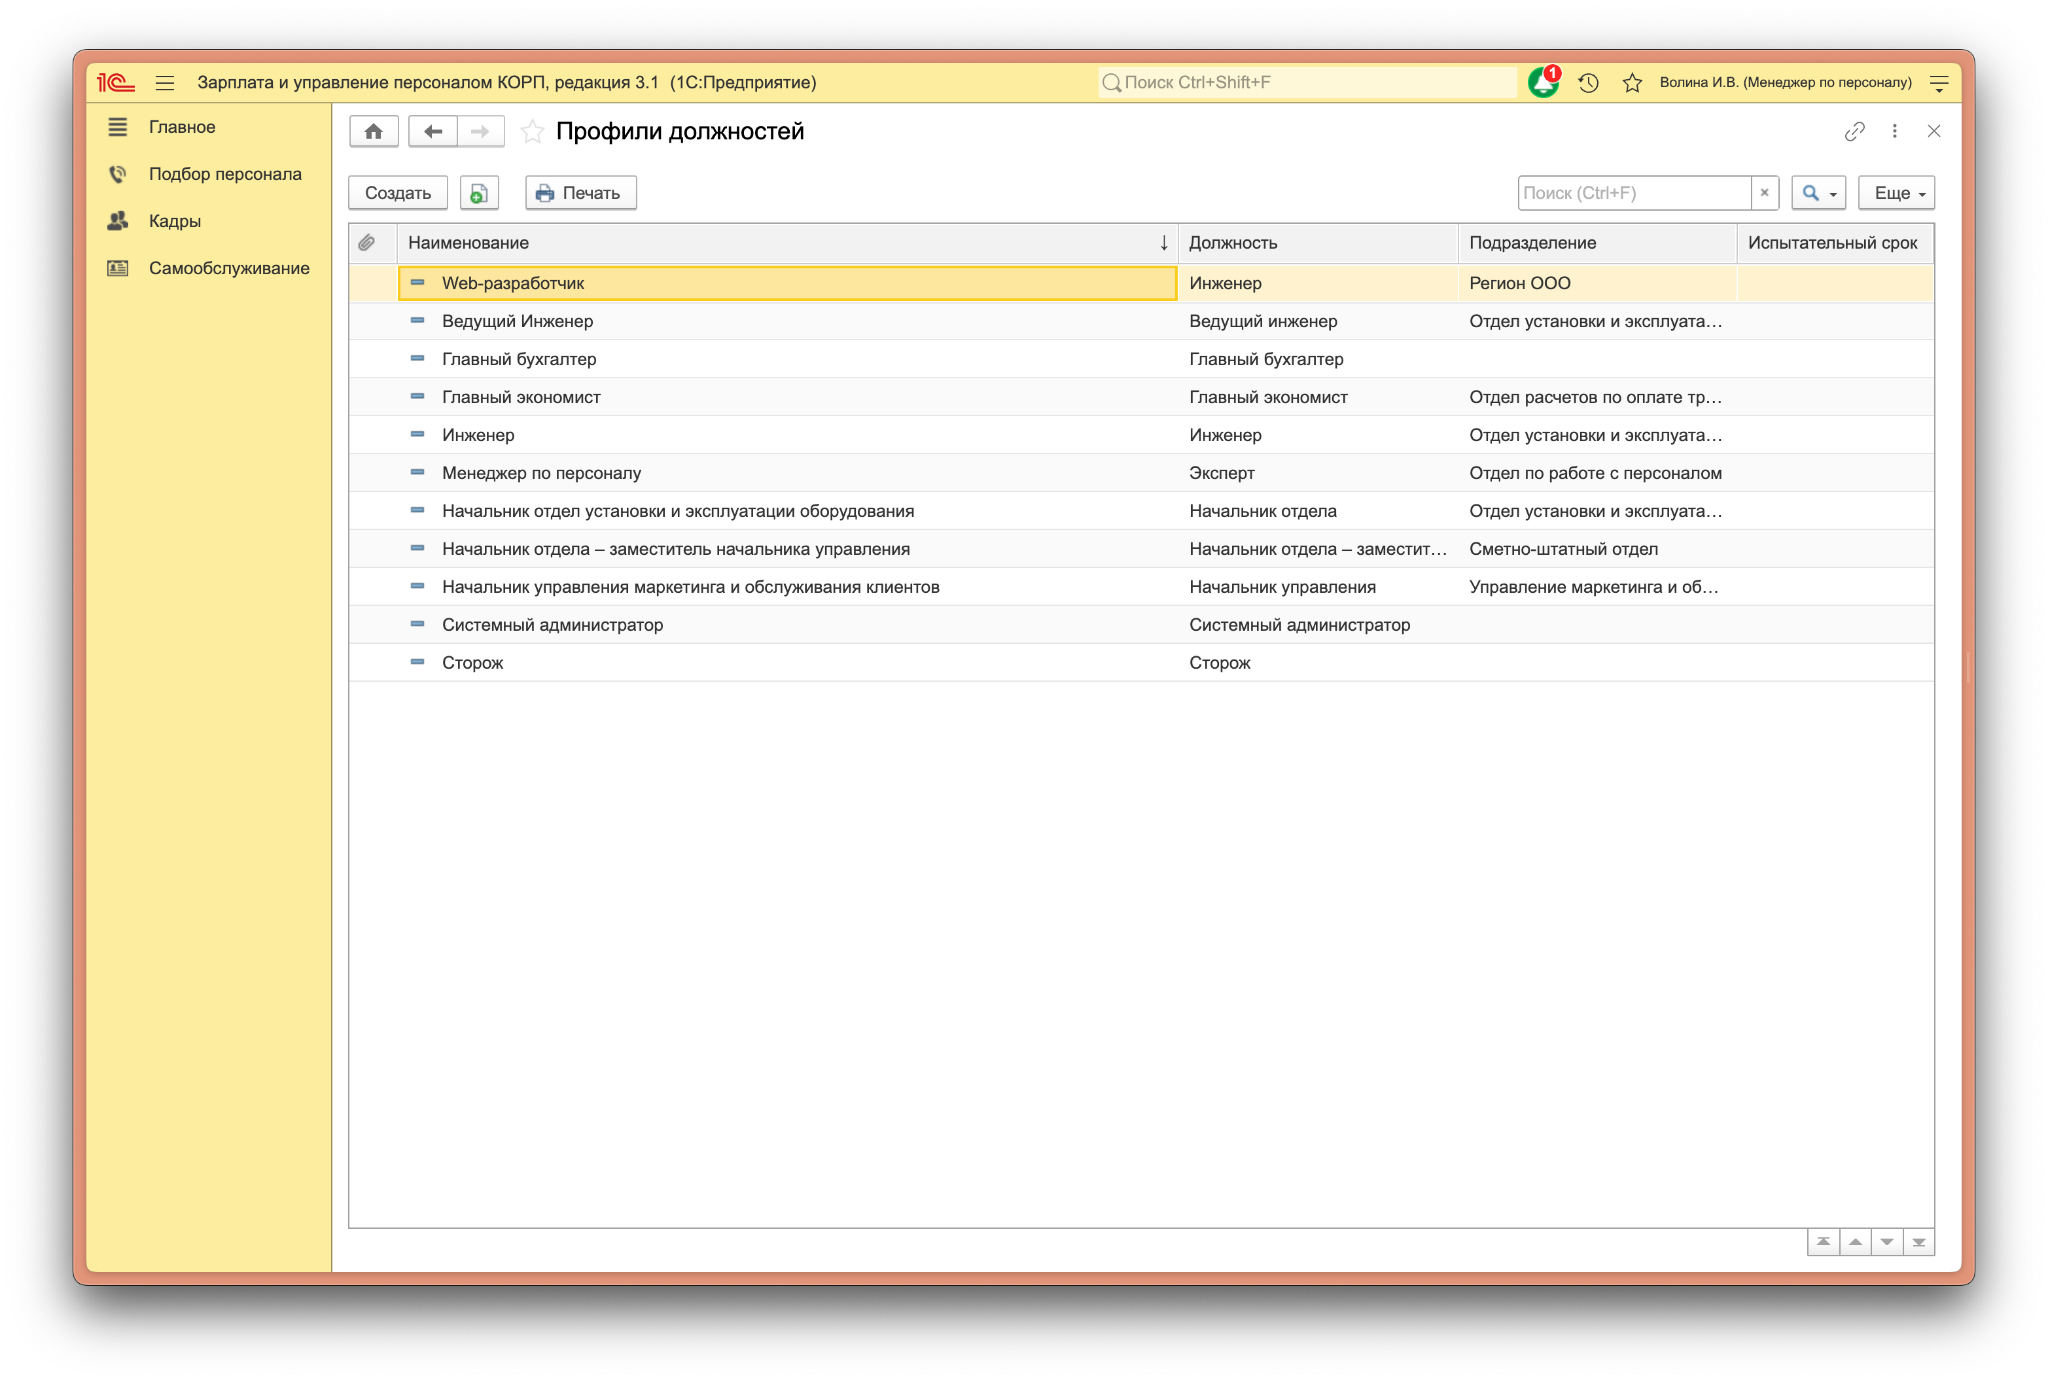 1С Зарплата и управление персоналом КОРП, редакция 3.1 (1С:Предприятие) Поиск Ctrl+Shift+F 1 Волина И.В. (Менеджер по персоналу)
Главное
Подбор персонала
Кадры
Самообслуживание
Профили должностей
Создать Печать Поиск (Ctrl+F) × Еще
Наименование ↓ Должность Подразделение Испытательный срок
Web-разработчик Инженер Регион ООО
Ведущий Инженер Ведущий инженер Отдел установки и эксплуата...
Главный бухгалтер Главный бухгалтер
Главный экономист Главный экономист Отдел расчетов по оплате тр...
Инженер Инженер Отдел установки и эксплуата...
Менеджер по персоналу Эксперт Отдел по работе с персоналом
Начальник отдел установки и эксплуатации оборудования Начальник отдела Отдел установки и эксплуата...
Начальник отдела – заместитель начальника управления Начальник отдела – заместит... Сметно-штатный отдел
Начальник управления маркетинга и обслуживания клиентов Начальник управления Управление маркетинга и об...
Системный администратор Системный администратор
Сторож Сторож